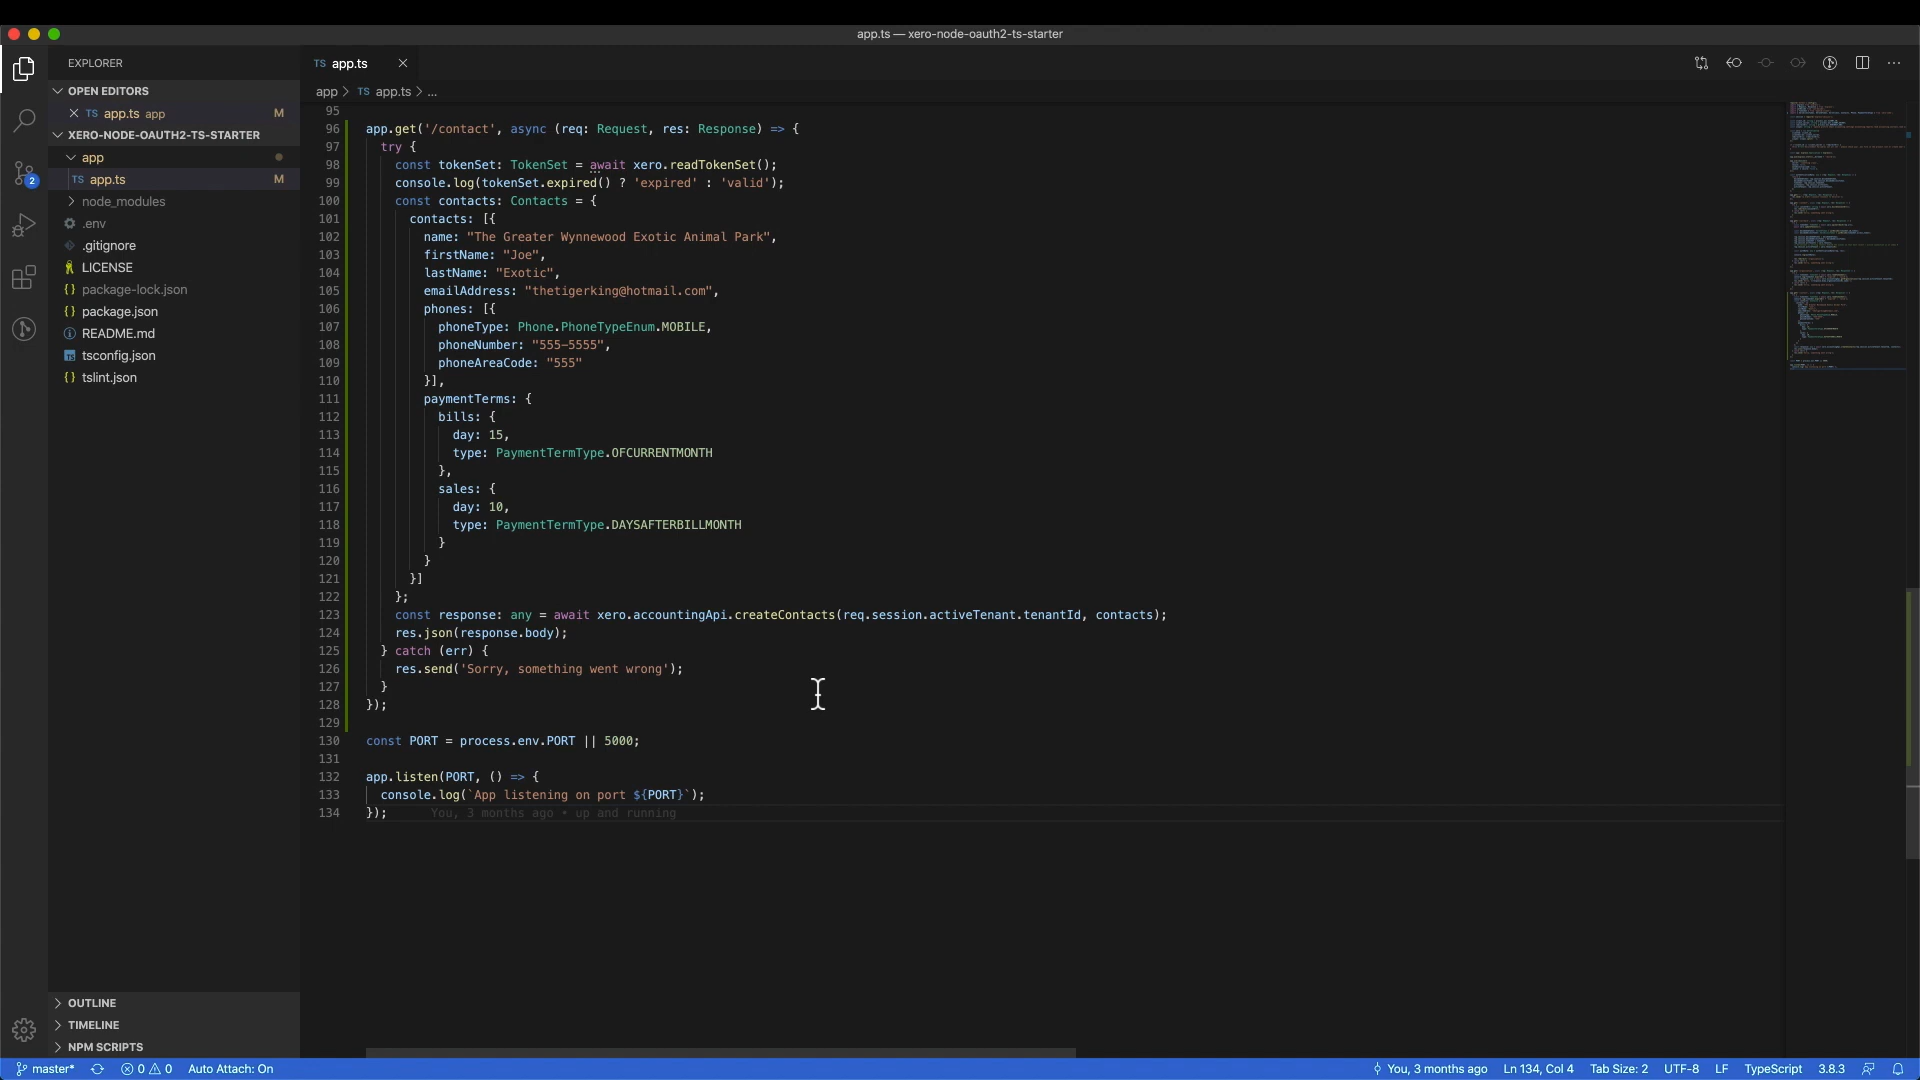 app.ts — xero-node-oauth2-ts-starter
EXPLORER
OPEN EDITORS
TS app.ts app M
XERO-NODE-OAUTH2-TS-STARTER
app
TS app.ts M
node_modules
.env
.gitignore
LICENSE
{} package-lock.json
{} package.json
README.md
TS tsconfig.json
{} tslint.json
2
OUTLINE
TIMELINE
NPM SCRIPTS
TS app.ts
app > TS app.ts > ...
95
96 app.get('/contact', async (req: Request, res: Response) => {
97 try {
98 const tokenSet: TokenSet = await xero.readTokenSet();
99 console.log(tokenSet.expired() ? 'expired' : 'valid');
100 const contacts: Contacts = {
101 contacts: [{
102 name: "The Greater Wynnewood Exotic Animal Park",
103 firstName: "Joe",
104 lastName: "Exotic",
105 emailAddress: "thetigerking@hotmail.com",
106 phones: [{
107 phoneType: Phone.PhoneTypeEnum.MOBILE,
108 phoneNumber: "555-5555",
109 phoneAreaCode: "555"
110 }],
111 paymentTerms: {
112 bills: {
113 day: 15,
114 type: PaymentTermType.OFCURRENTMONTH
115 },
116 sales: {
117 day: 10,
118 type: PaymentTermType.DAYSAFTERBILLMONTH
119 }
120 }
121 }]
122 };
123 const response: any = await xero.accountingApi.createContacts(req.session.activeTenant.tenantId, contacts);
124 res.json(response.body);
125 } catch (err) {
126 res.send('Sorry, something went wrong');
127 }
128 });
129
130 const PORT = process.env.PORT || 5000;
131
132 app.listen(PORT, () => {
133 console.log(`App listening on port ${PORT}`);
134 }); You, 3 months ago • up and running
master* 0 0 Auto Attach: On You, 3 months ago Ln 134, Col 4 Tab Size: 2 UTF-8 LF TypeScript 3.8.3